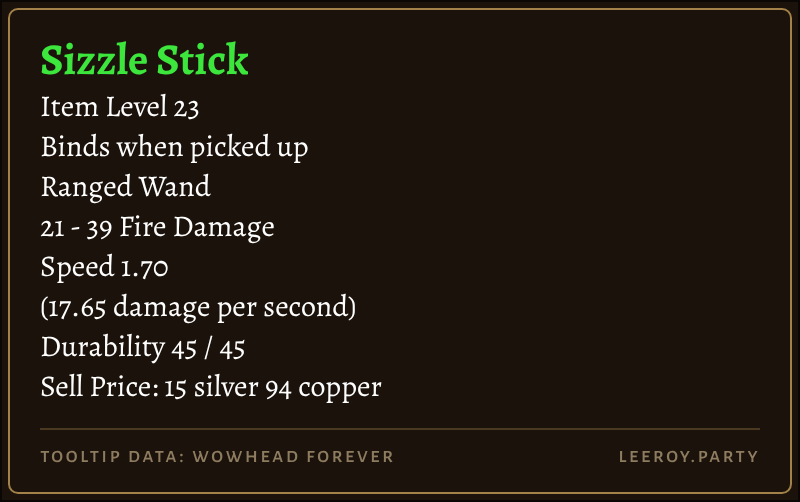 Sizzle Stick
Item Level 23
Binds when picked up
Ranged Wand
21 - 39 Fire Damage
Speed 1.70
(17.65 damage per second)
Durability 45 / 45
Sell Price: 15 silver 94 copper
TOOLTIP DATA: WOWHEAD FOREVER LEEROY.PARTY